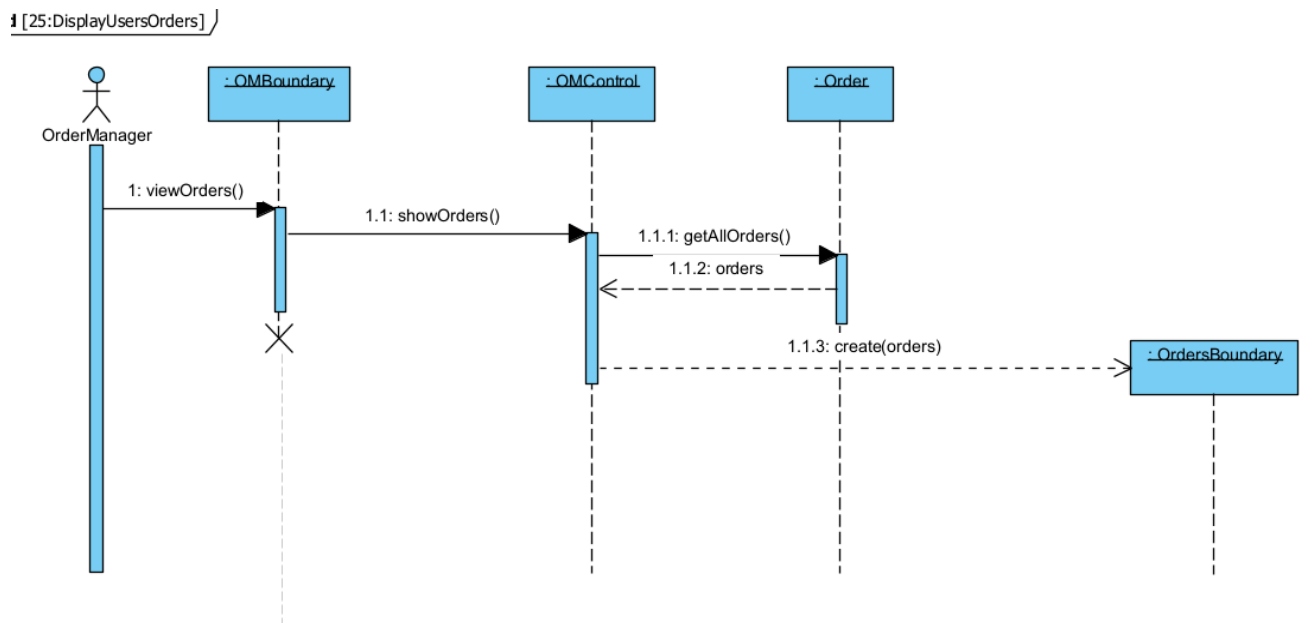 [25:DisplayUsersOrders]
: OMBoundary
: OMControl
: Order
OrderManager
1: viewOrders()
1.1: showOrders()
1.1.1: getAllOrders()
1.1.2: orders
1.1.3: create(orders)
: OrdersBoundary